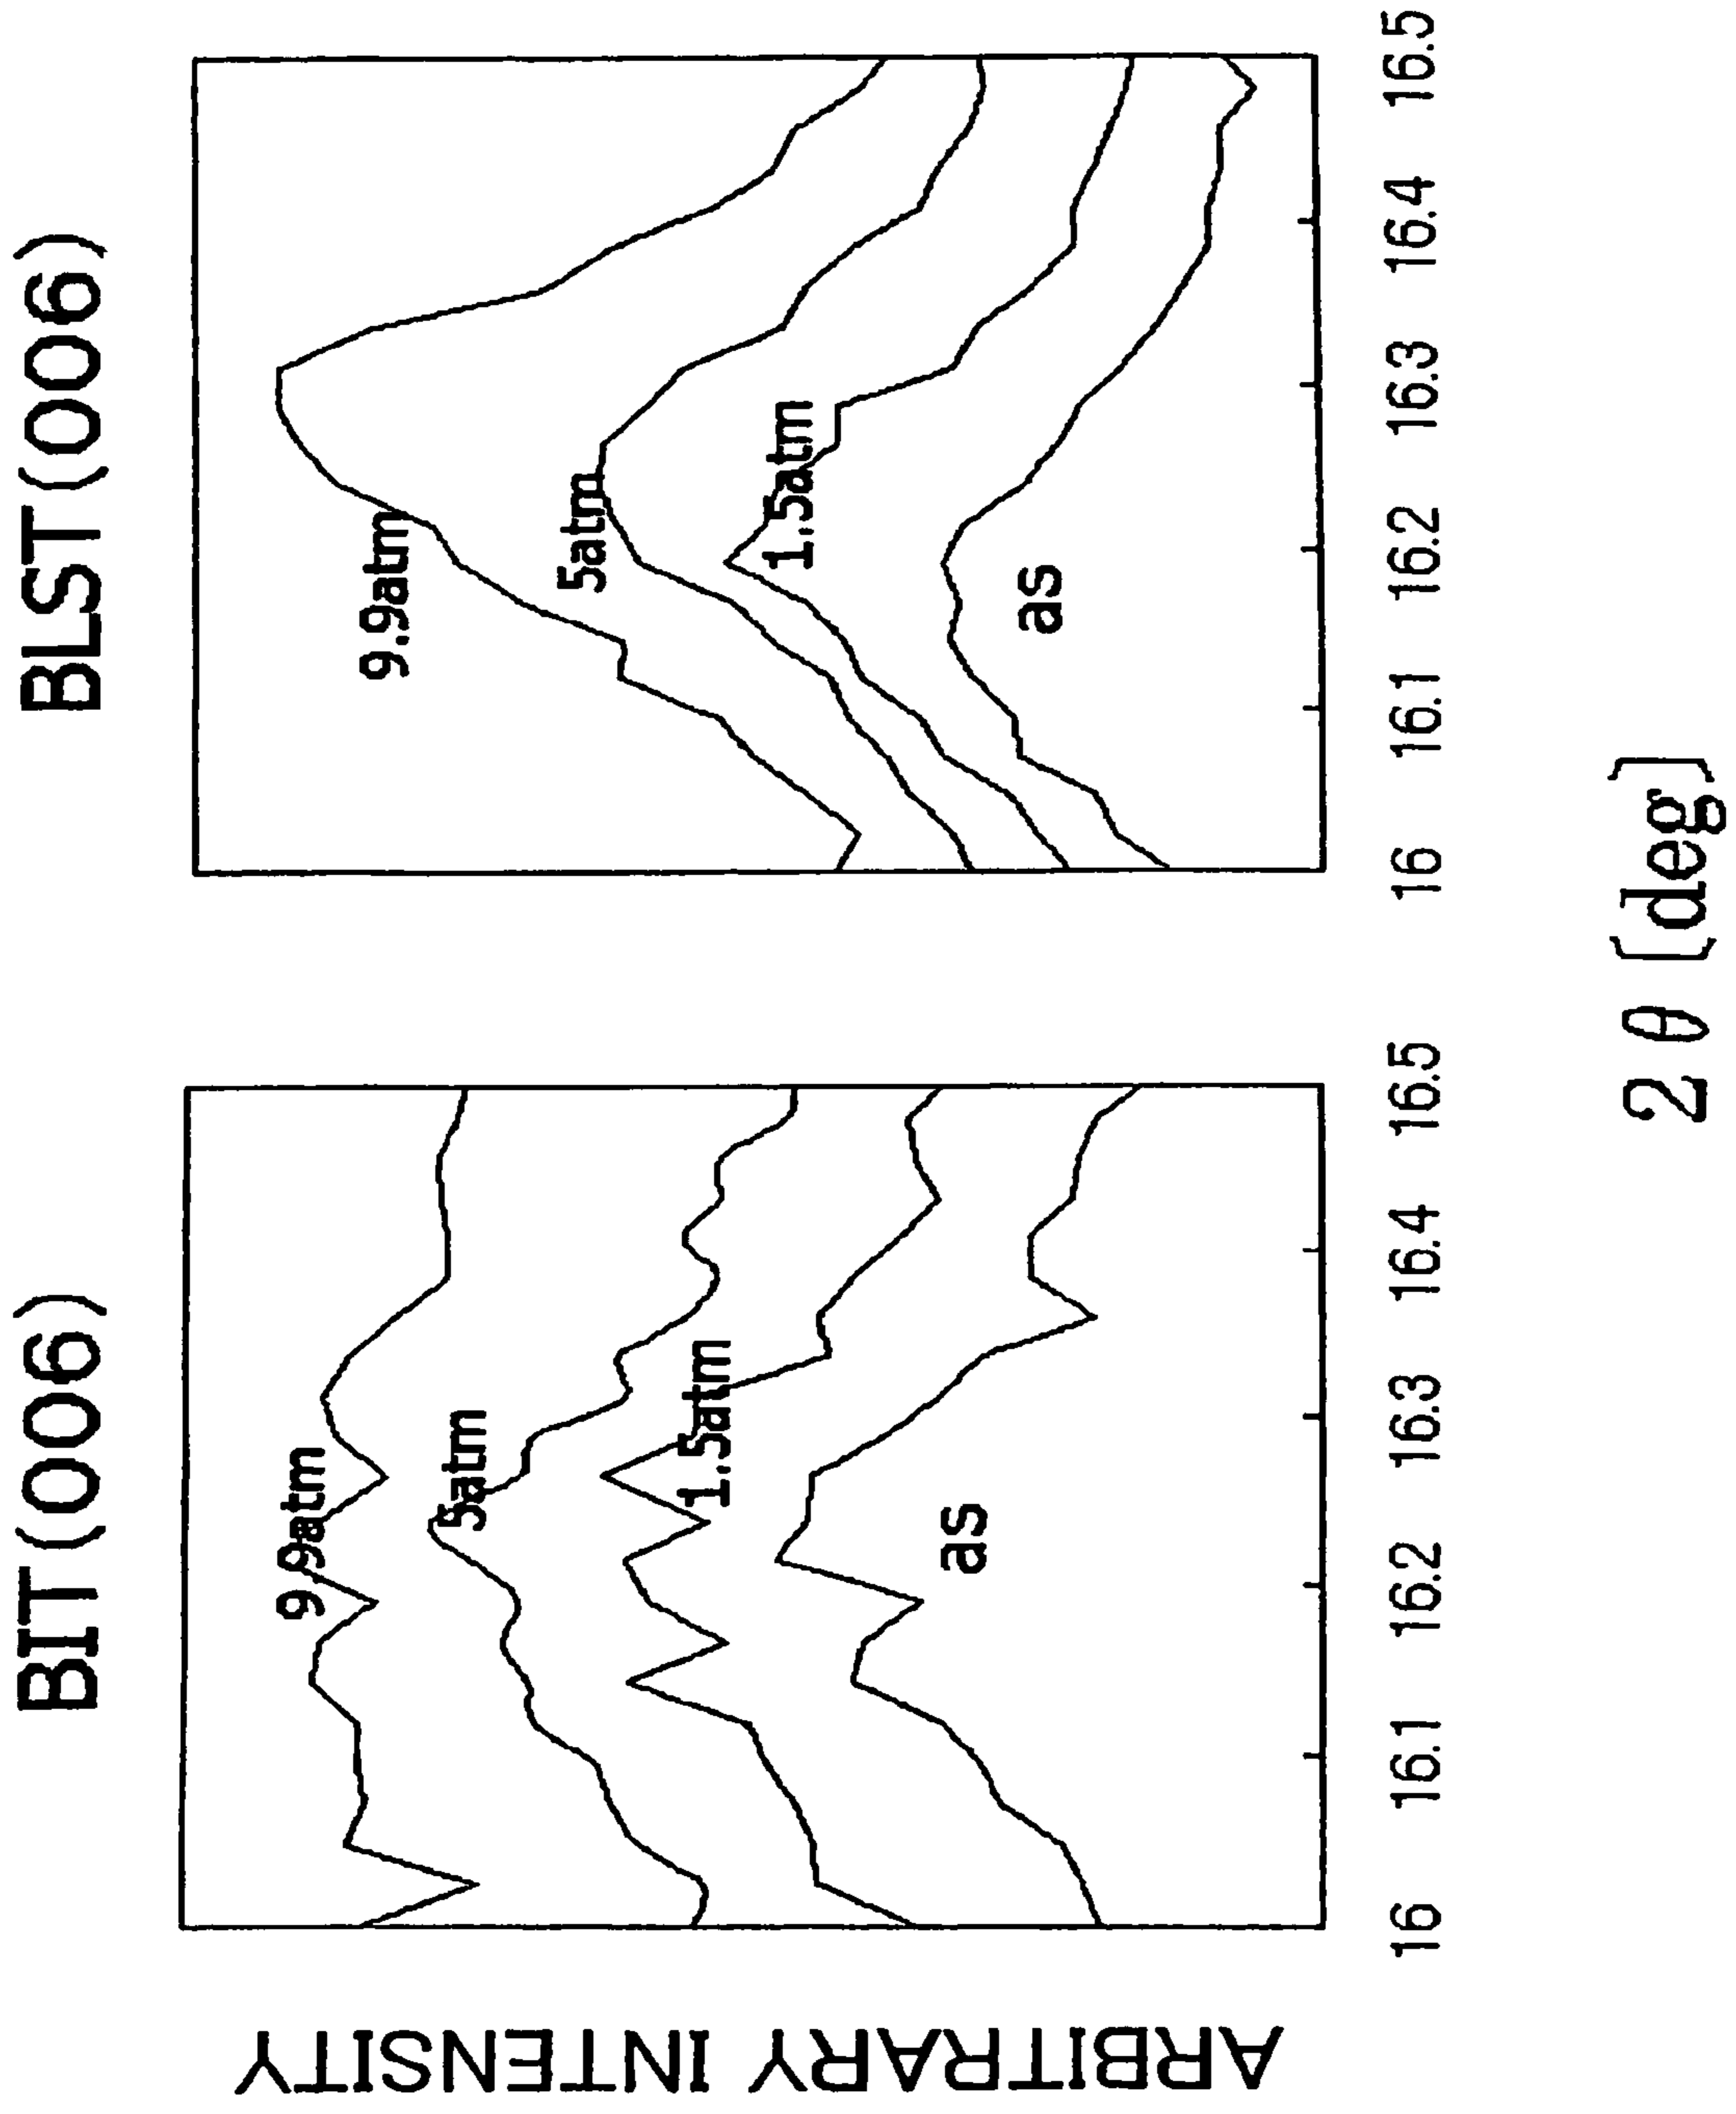 BIT(006)
BLST(006)
ARBITRARY INTENSITY
9.9atm
5atm
1.5atm
as
9.9atm
5atm
1.5atm
as
16 16.1 16.2 16.3 16.4 16.5
16 16.1 16.2 16.3 16.4 16.5
2θ [deg]